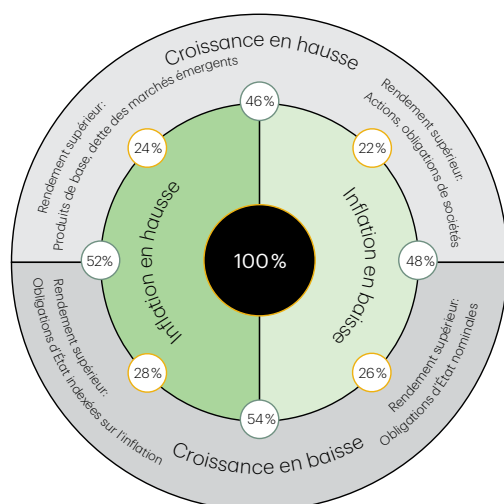 Croissance en hausse
Rendement supérieur:
Produits de base, dette des marchés émergents
Rendement supérieur:
Actions, obligations de sociétés
46%
24%
22%
Inflation en hausse
Inflation en baisse
52%
100%
48%
28%
26%
54%
Rendement supérieur:
Obligations d'État indexées sur l'inflation
Rendement supérieur:
Obligations d'État nominales
Croissance en baisse